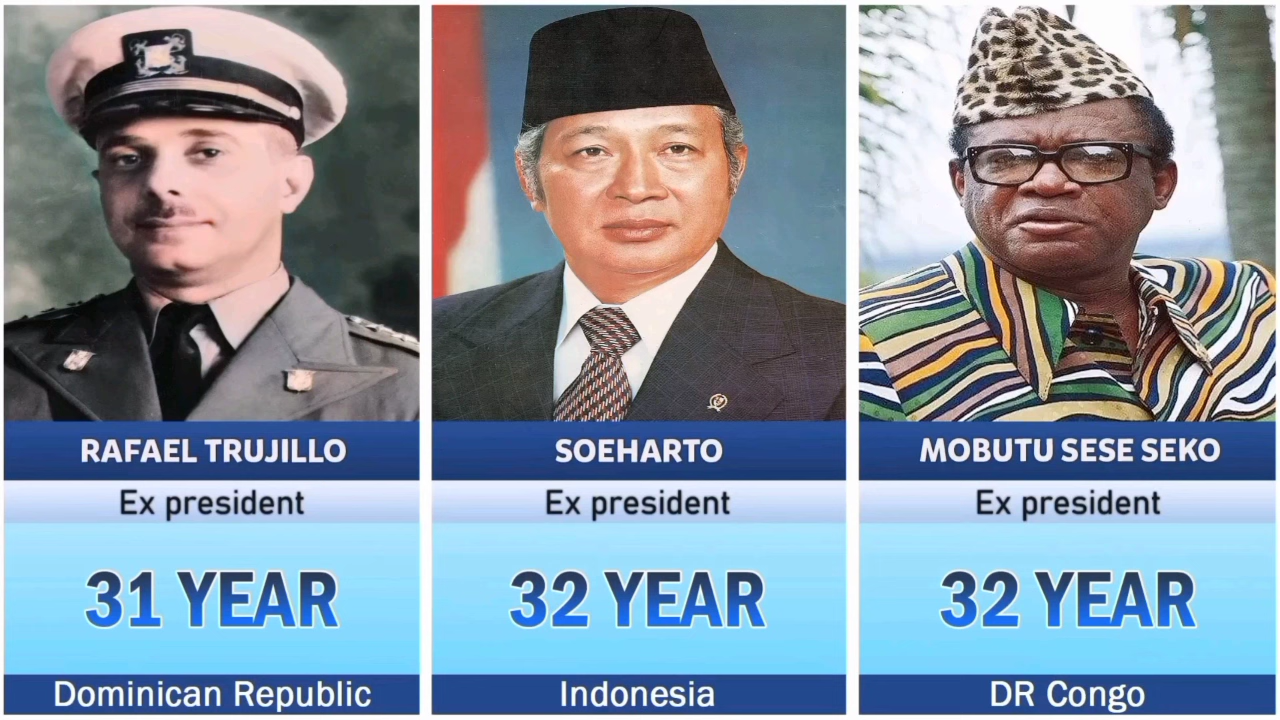 RAFAEL TRUJILLO
Ex president
31 YEAR
Dominican Republic
SOEHARTO
Ex president
32 YEAR
Indonesia
MOBUTU SESE SEKO
Ex president
32 YEAR
DR Congo